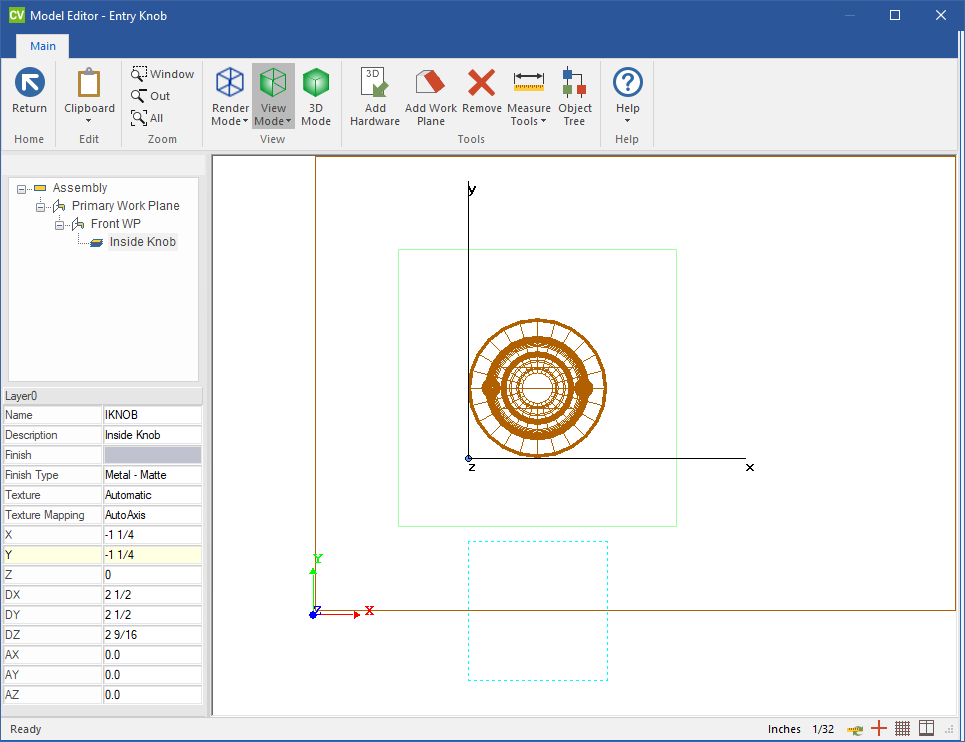 CV Model Editor - Entry Knob
Main
Return
Clipboard
Window
Out
All
Render Mode
View Mode
3D Mode
3D
Add Hardware
Add Work Plane
Remove
Measure Tools
Object Tree
Help
Home
Edit
Zoom
View
Tools
Help
Assembly
Primary Work Plane
Front WP
Inside Knob
Layer0
Name IKNOB
Description Inside Knob
Finish
Finish Type Metal - Matte
Texture Automatic
Texture Mapping AutoAxis
X -1 1/4
Y -1 1/4
Z 0
DX 2 1/2
DY 2 1/2
DZ 2 9/16
AX 0.0
AY 0.0
AZ 0.0
y
z
x
Y
Z
X
Ready
Inches 1/32